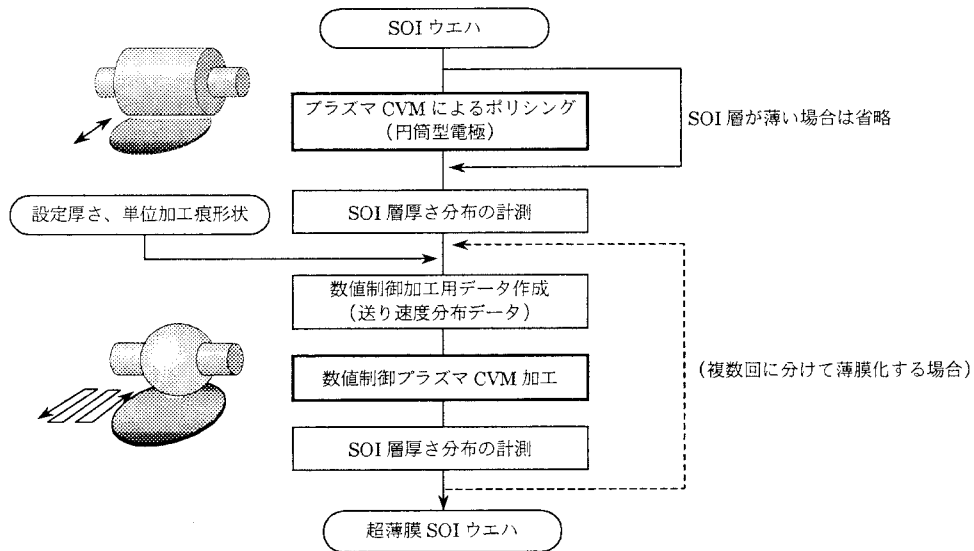 SOI ウエハ
プラズマ CVM によるポリシング
（円筒型電極）
SOI 層が薄い場合は省略
SOI 層厚さ分布の計測
設定厚さ、単位加工痕形状
数値制御加工用データ作成
（送り速度分布データ）
数値制御プラズマ CVM 加工
（複数回に分けて薄膜化する場合）
SOI 層厚さ分布の計測
超薄膜 SOI ウエハ